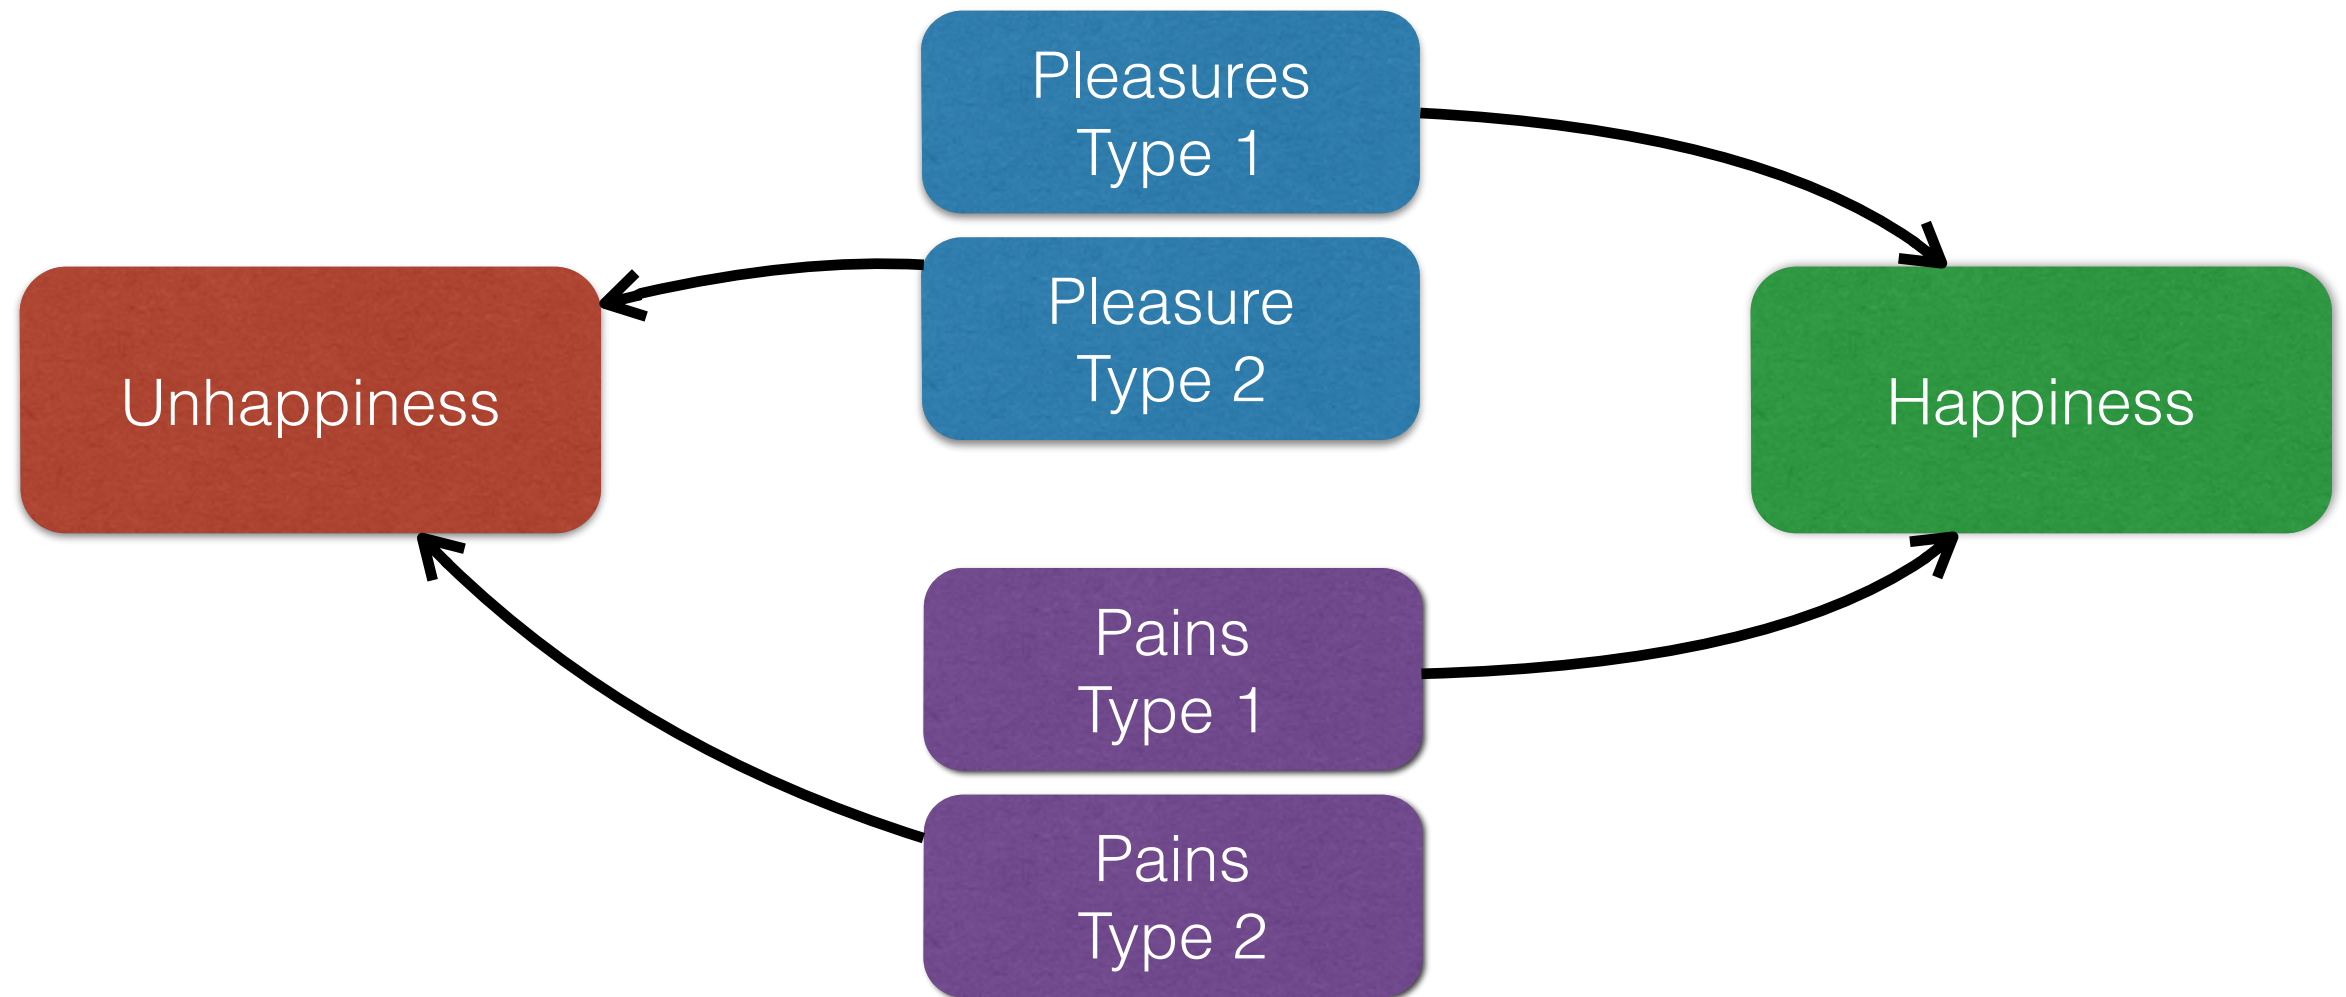 Pleasures
Type 1
Pleasure
Type 2
Unhappiness
Happiness
Pains
Type 1
Pains
Type 2